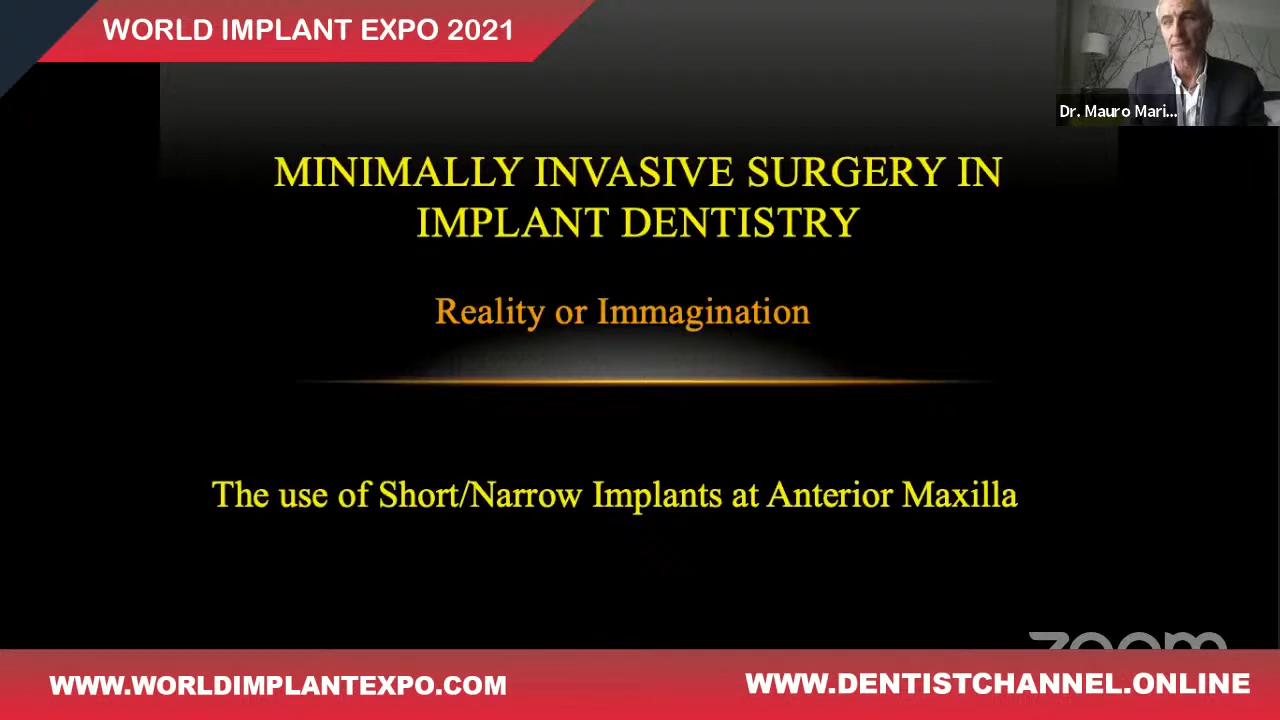 WORLD IMPLANT EXPO 2021
Dr. Mauro Mari...
MINIMALLY INVASIVE SURGERY IN
IMPLANT DENTISTRY
Reality or Immagination
The use of Short/Narrow Implants at Anterior Maxilla
zoom
WWW.WORLDIMPLANTEXPO.COM
WWW.DENTISTCHANNEL.ONLINE